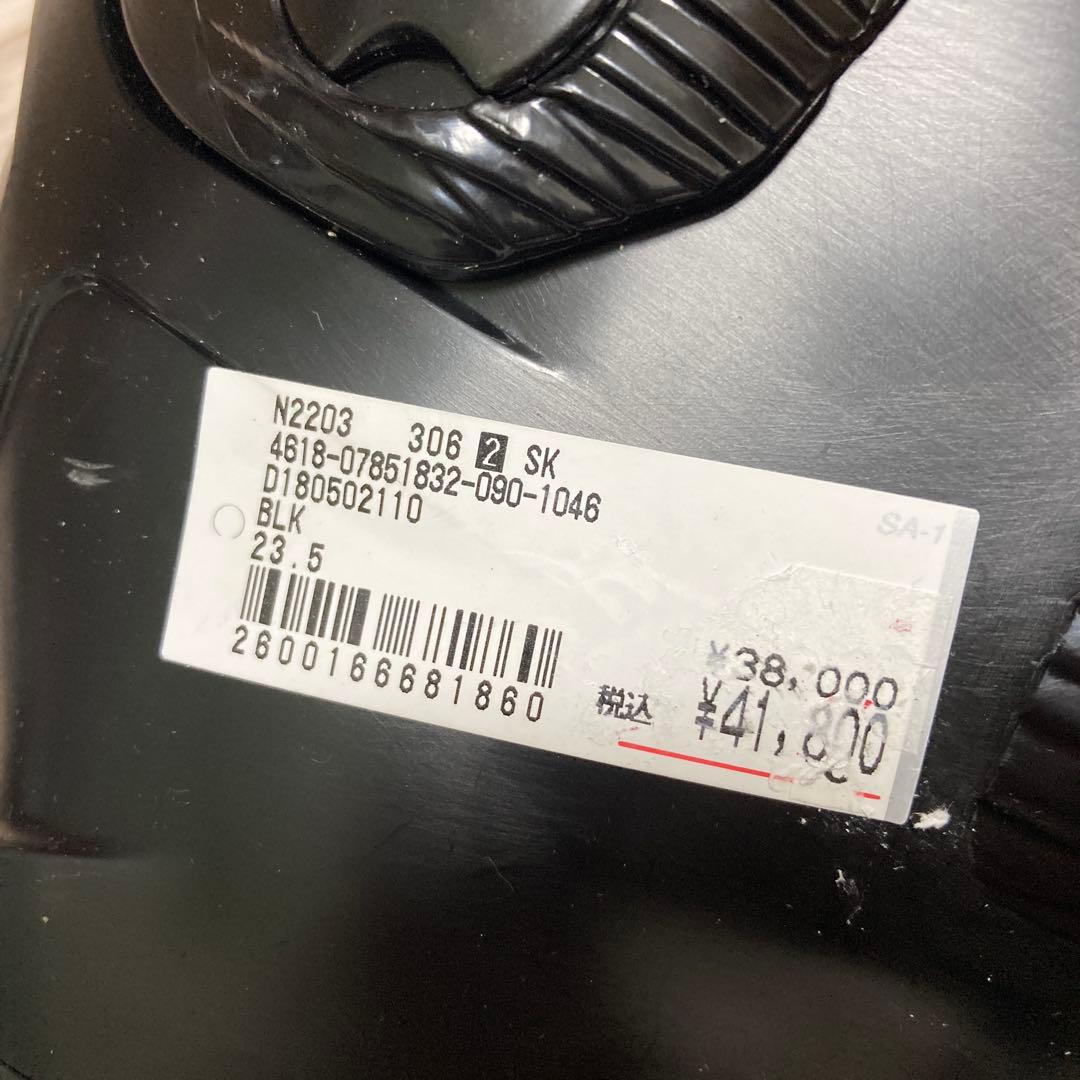 N2203 306 2 SK
4618-07851832-090-1046
D180502110
BLK
23.5
SA-1
2600166681860
¥38,000
税込 ¥41,800